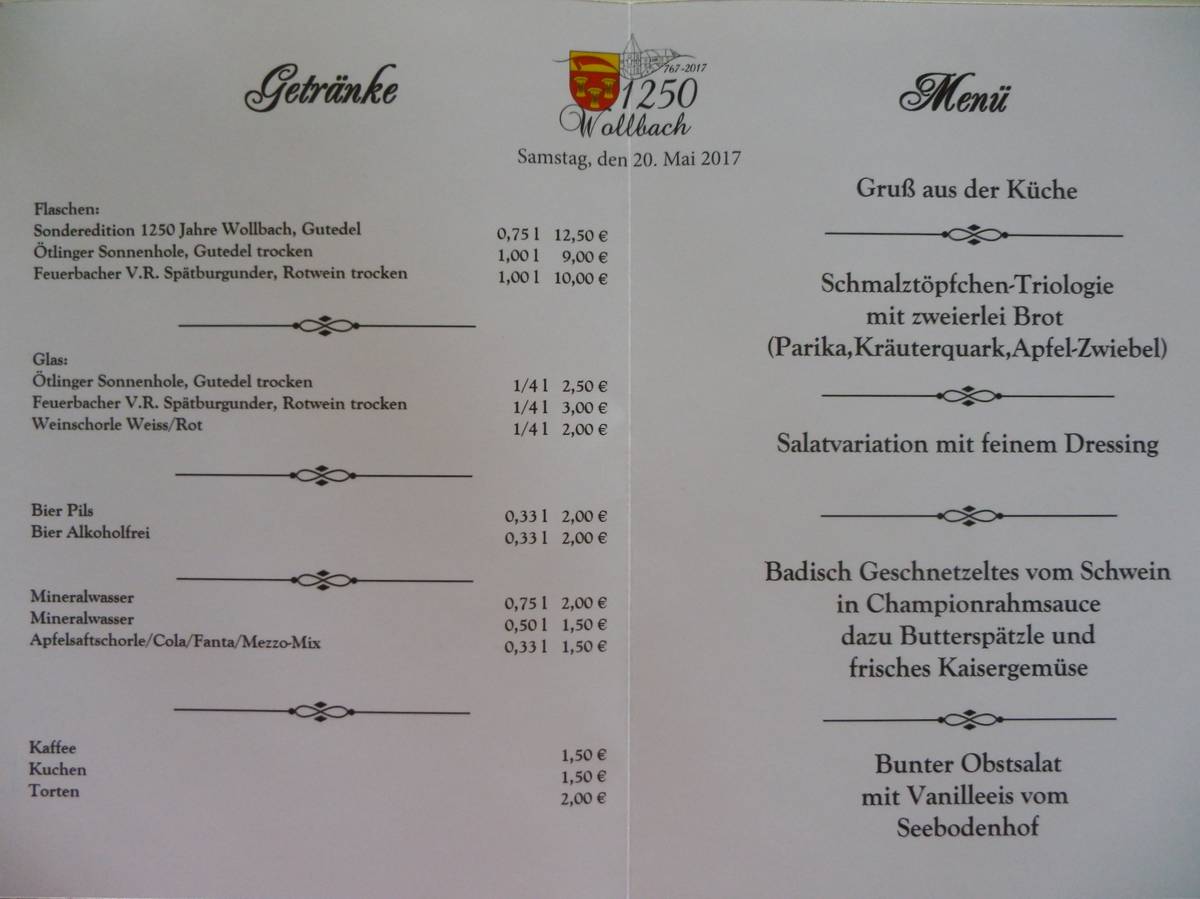 Getränke
767-2017
1250
Wollbach
Samstag, den 20. Mai 2017
Flaschen:
Sonderedition 1250 Jahre Wollbach, Gutedel 0,75 l 12,50 €
Ötlinger Sonnenhole, Gutedel trocken 1,00 l 9,00 €
Feuerbacher V.R. Spätburgunder, Rotwein trocken 1,00 l 10,00 €
Glas:
Ötlinger Sonnenhole, Gutedel trocken 1/4 l 2,50 €
Feuerbacher V.R. Spätburgunder, Rotwein trocken 1/4 l 3,00 €
Weinschorle Weiss/Rot 1/4 l 2,00 €
Bier Pils 0,33 l 2,00 €
Bier Alkoholfrei 0,33 l 2,00 €
Mineralwasser 0,75 l 2,00 €
Mineralwasser 0,50 l 1,50 €
Apfelsaftschorle/Cola/Fanta/Mezzo-Mix 0,33 l 1,50 €
Kaffee 1,50 €
Kuchen 1,50 €
Torten 2,00 €
Menü
Gruß aus der Küche
Schmalztöpfchen-Triologie
mit zweierlei Brot
(Parika,Kräuterquark,Apfel-Zwiebel)
Salatvariation mit feinem Dressing
Badisch Geschnetzeltes vom Schwein
in Championrahmsauce
dazu Butterspätzle und
frisches Kaisergemüse
Bunter Obstsalat
mit Vanilleeis vom
Seebodenhof